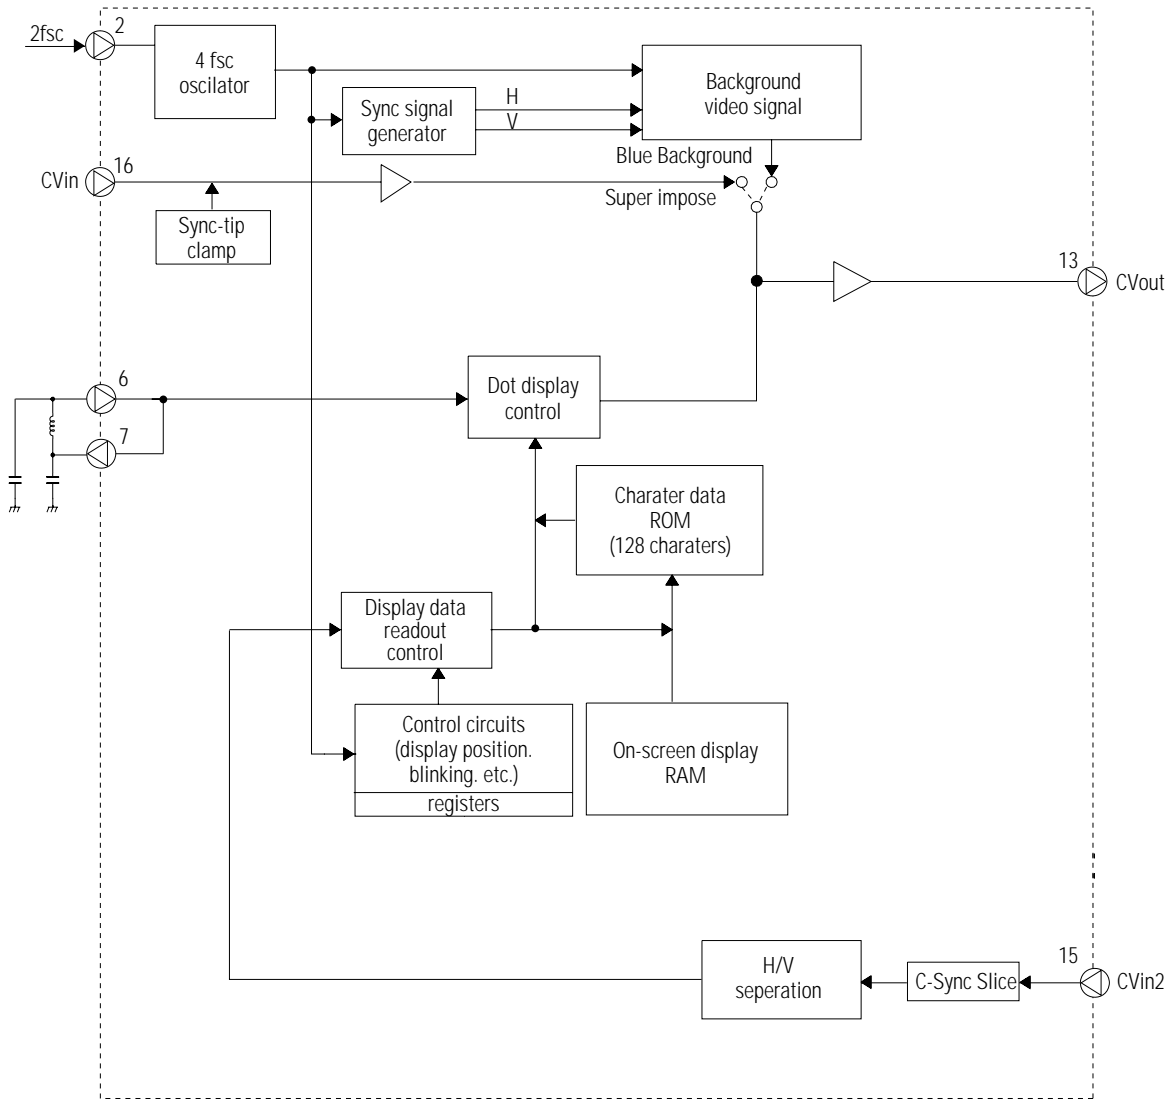 2fsc
2
4 fsc
oscilator
Background
video signal
Sync signal
generator
H
V
Blue Background
Super impose
CVin
16
Sync-tip
clamp
13
CVout
6
7
Dot display
control
Charater data
ROM
(128 charaters)
Display data
readout
control
Control circuits
(display position.
blinking. etc.)
registers
On-screen display
RAM
H/V
seperation
C-Sync Slice
15
CVin2